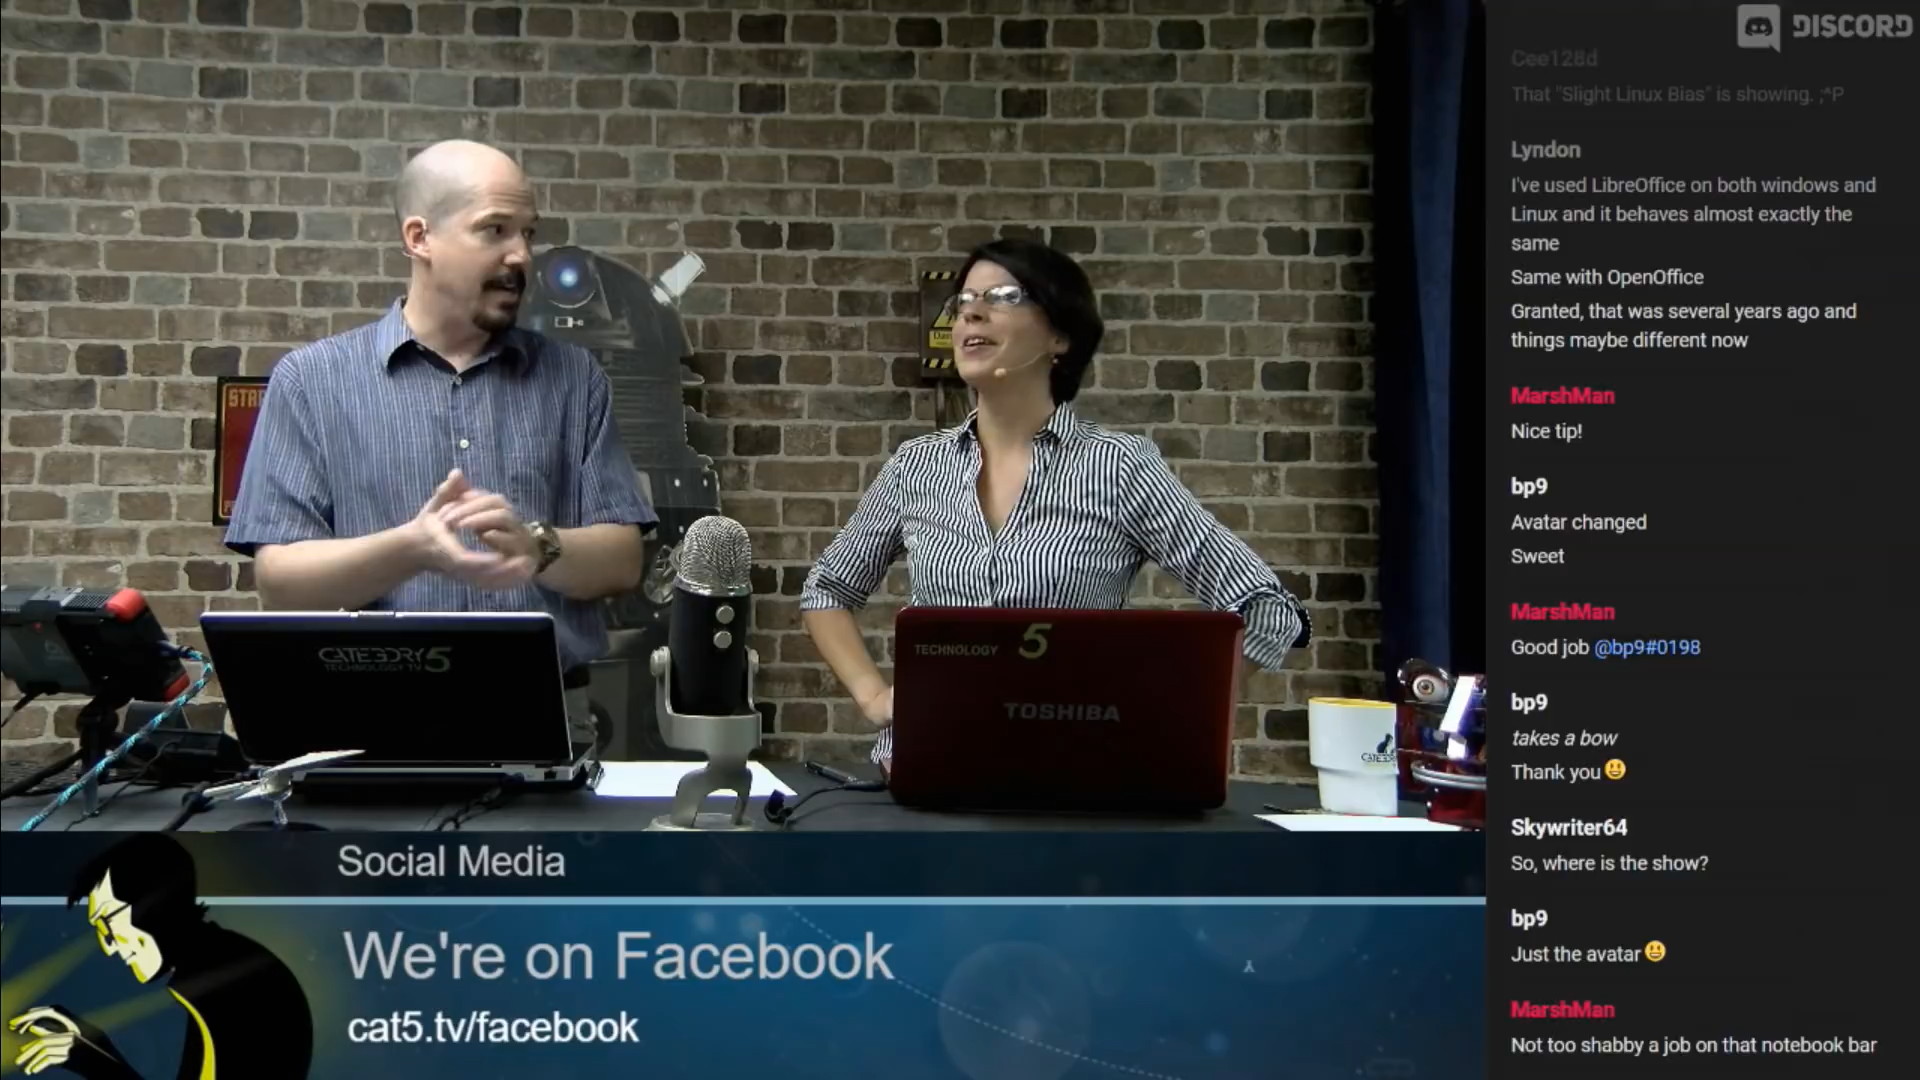 DISCORD
Cee128d
That "Slight Linux Bias" is showing. ;^P
Lyndon
I've used LibreOffice on both windows and
Linux and it behaves almost exactly the
same
Same with OpenOffice
Granted, that was several years ago and
things maybe different now
MarshMan
Nice tip!
bp9
Avatar changed
Sweet
MarshMan
Good job @bp9#0198
bp9
takes a bow
Thank you
Skywriter64
So, where is the show?
bp9
Just the avatar
MarshMan
Not too shabby a job on that notebook bar
CATEGORY5
TECHNOLOGY TV
TECHNOLOGY 5
TOSHIBA
Social Media
We're on Facebook
cat5.tv/facebook